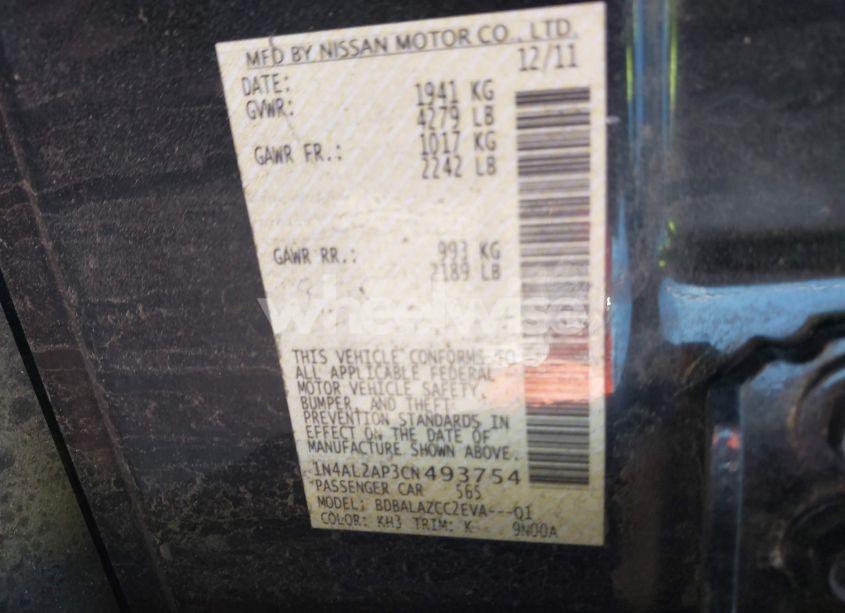 MFD BY NISSAN MOTOR CO., LTD.
DATE: 12/11
GVWR: 1941 KG
4279 LB
GAWR FR.: 1017 KG
2242 LB
GAWR RR.: 993 KG
2189 LB
wheelwise
THIS VEHICLE CONFORMS TO
ALL APPLICABLE FEDERAL
MOTOR VEHICLE SAFETY,
BUMPER, AND THEFT
PREVENTION STANDARDS IN
EFFECT ON THE DATE OF
MANUFACTURE SHOWN ABOVE.
1N4AL2AP3CN493754
PASSENGER CAR 565
MODEL: BDBALAZCC2EVA---Q1
COLOR: KH3 TRIM: K 9N00A